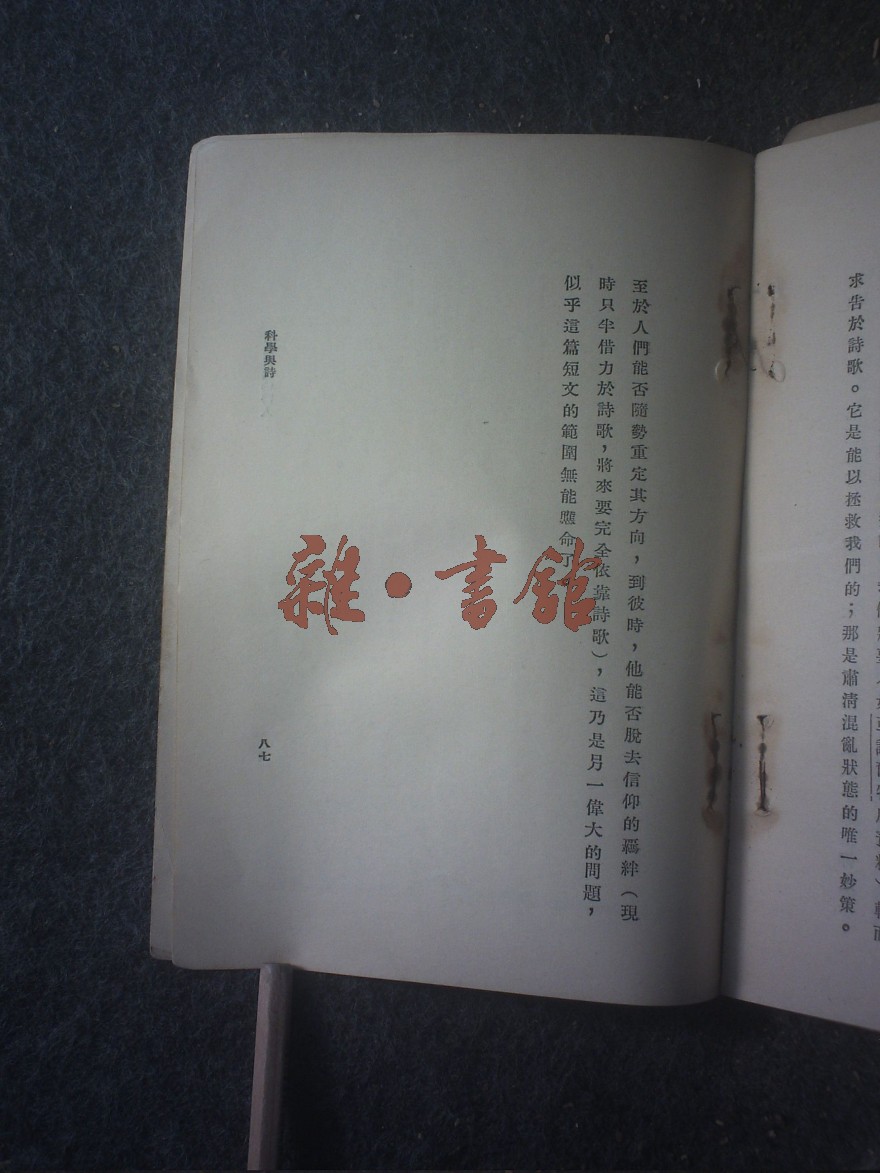 求告於詩歌。它是能以拯救我們的；那是肅清混亂狀態的唯一妙策。
至於人們能否隨勢重定其方向，到彼時，他能否脫去信仰的羈絆（現
時只半借力於詩歌，將來要完全依靠詩歌），這乃是另一偉大的問題，
似乎這篇短文的範圍無能應命了
科學與詩
八七
雜·書館